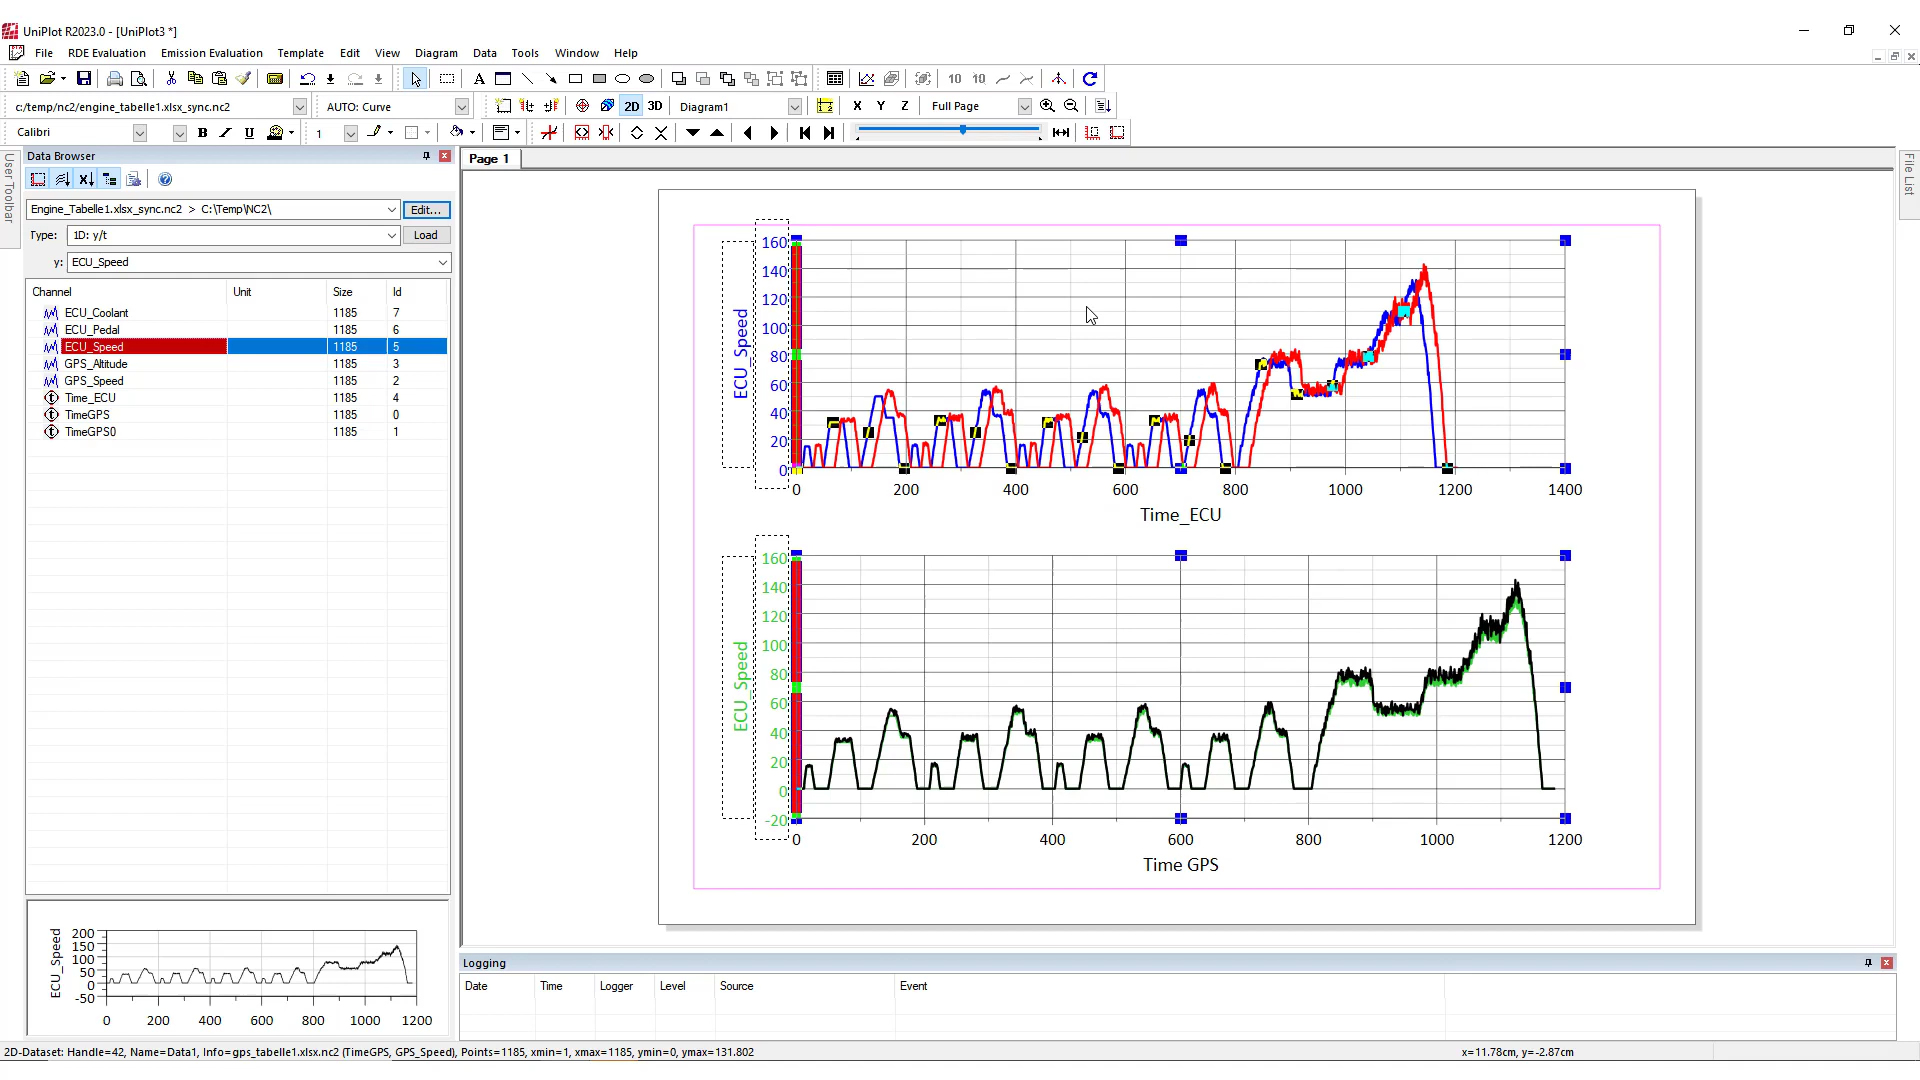 UniPlot R2023.0 - [UniPlot3 *]
File RDE Evaluation Emission Evaluation Template Edit View Diagram Data Tools Window Help
c:/temp/nc2/engine_tabelle1.xlsx_sync.nc2 AUTO: Curve 2D 3D Diagram1 X Y Z Full Page
Calibri B I U 1
User Toolbar
Data Browser
Engine_Tabelle1.xlsx_sync.nc2 > C:\Temp\NC2\ Edit...
Type: 1D: y/t Load
y: ECU_Speed
Channel Unit Size Id
ECU_Coolant 1185 7
ECU_Pedal 1185 6
ECU_Speed 1185 5
GPS_Altitude 1185 3
GPS_Speed 1185 2
Time_ECU 1185 4
TimeGPS 1185 0
TimeGPS0 1185 1
ECU_Speed
200
150
100
50
0
-50
0 200 400 600 800 1000 1200
Page 1
File List
ECU_Speed
160
140
120
100
80
60
40
20
0
0 200 400 600 800 1000 1200 1400
Time_ECU
ECU_Speed
160
140
120
100
80
60
40
20
0
-20
0 200 400 600 800 1000 1200
Time GPS
Logging
Date Time Logger Level Source Event
2D-Dataset: Handle=42, Name=Data1, Info=gps_tabelle1.xlsx.nc2 (TimeGPS, GPS_Speed), Points=1185, xmin=1, xmax=1185, ymin=0, ymax=131.802 x=11.78cm, y=-2.87cm